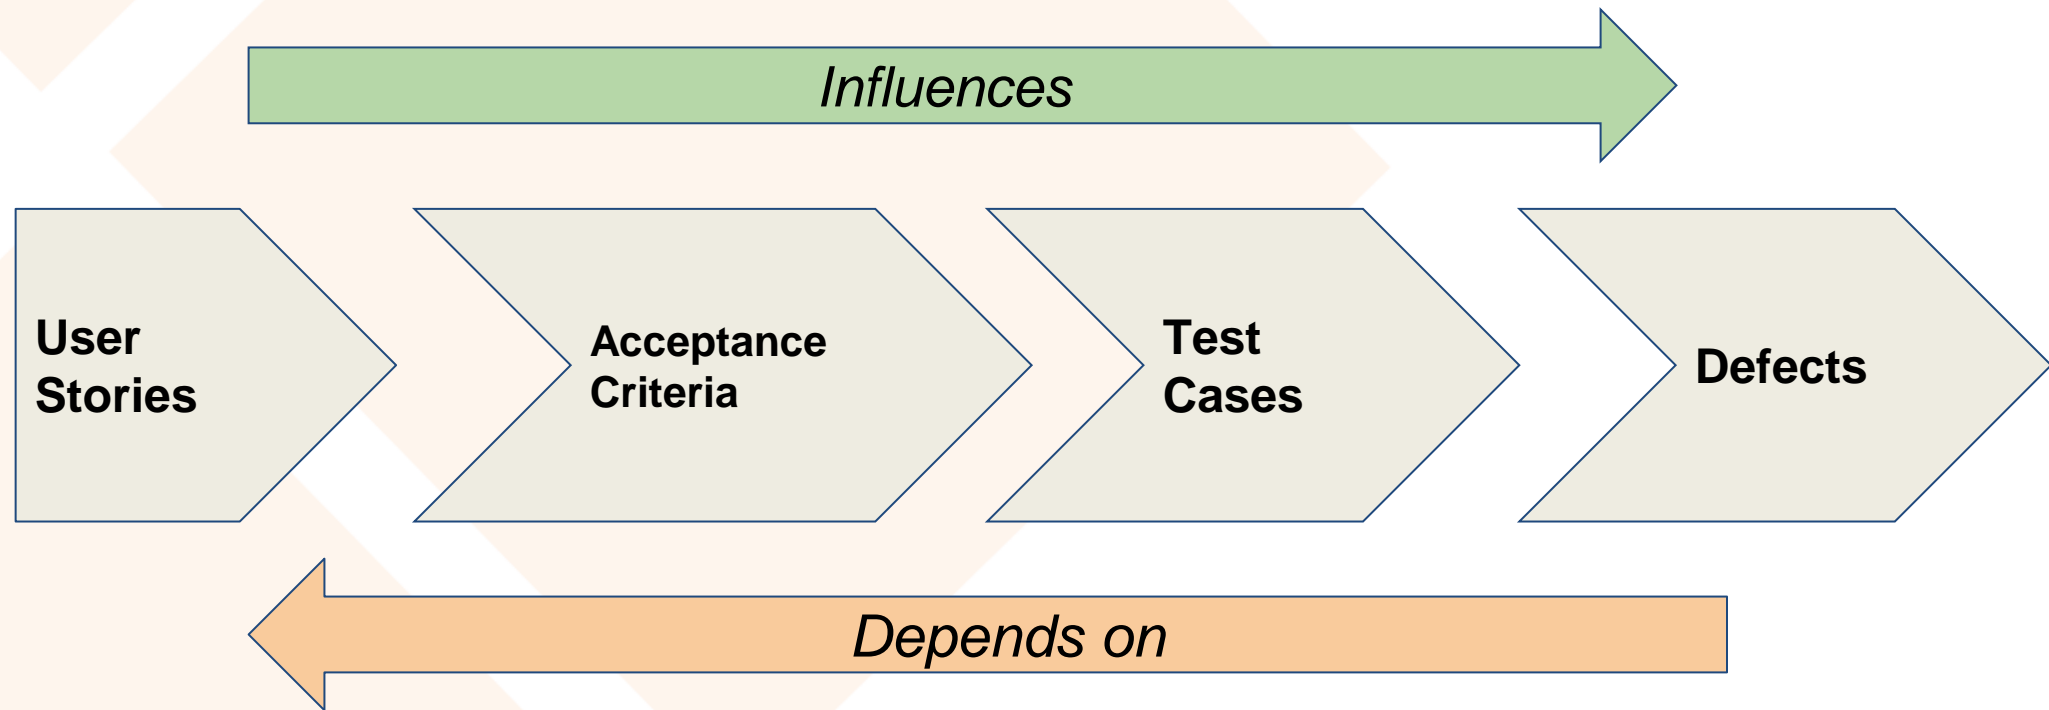 Influences
User
Stories
Acceptance
Criteria
Test
Cases
Defects
Depends on